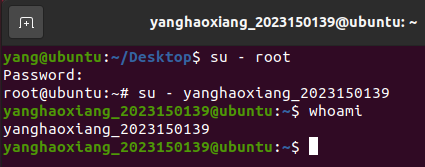 yanghaoxiang_2023150139@ubuntu: ~
yang@ubuntu:~/Desktop$ su - root
Password:
root@ubuntu:~# su - yanghaoxiang_2023150139
yanghaoxiang_2023150139@ubuntu:~$ whoami
yanghaoxiang_2023150139
yanghaoxiang_2023150139@ubuntu:~$